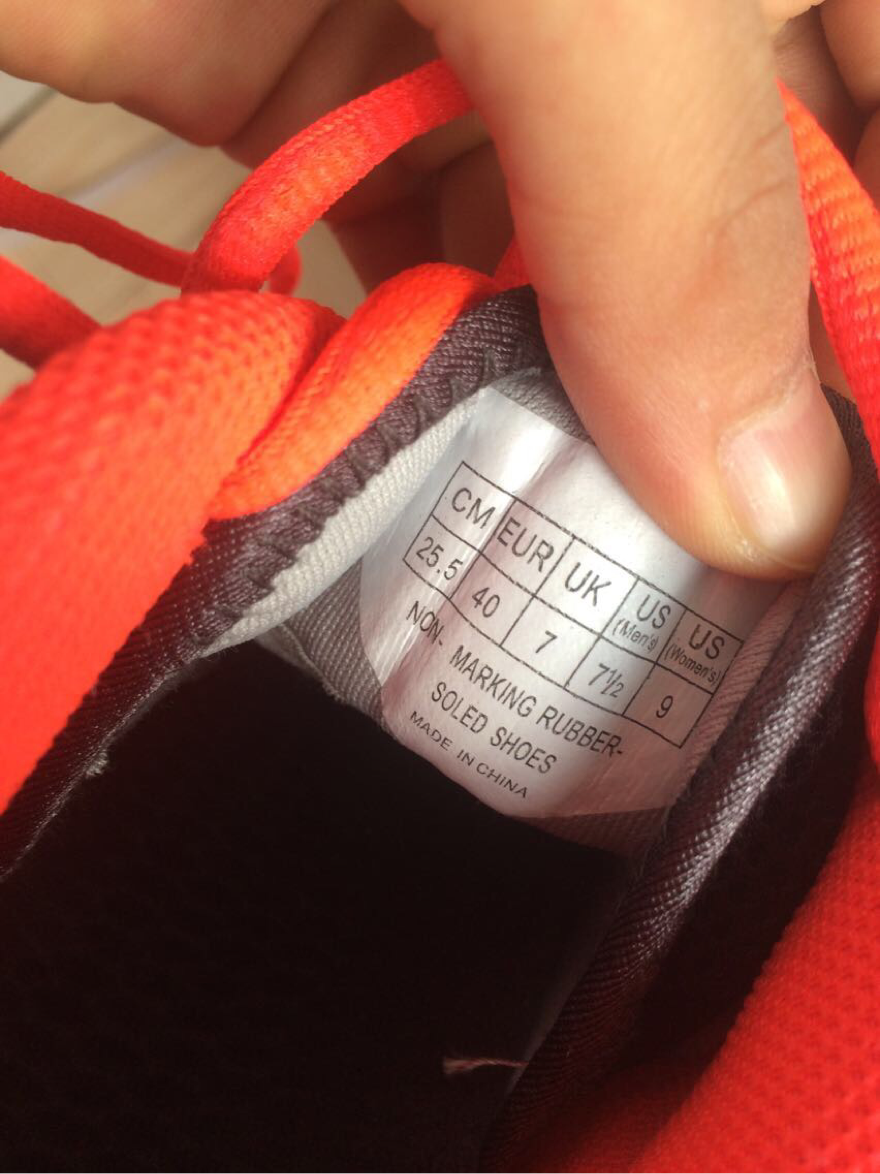 CM EUR UK US (Men's) US (Women's)
25.5 40 7 7½ 9
NON- MARKING RUBBER-
SOLED SHOES
MADE IN CHINA